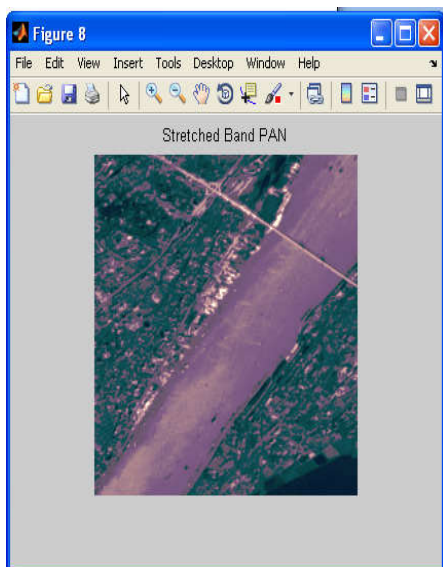 Figure 8
File Edit View Insert Tools Desktop Window Help
Stretched Band PAN